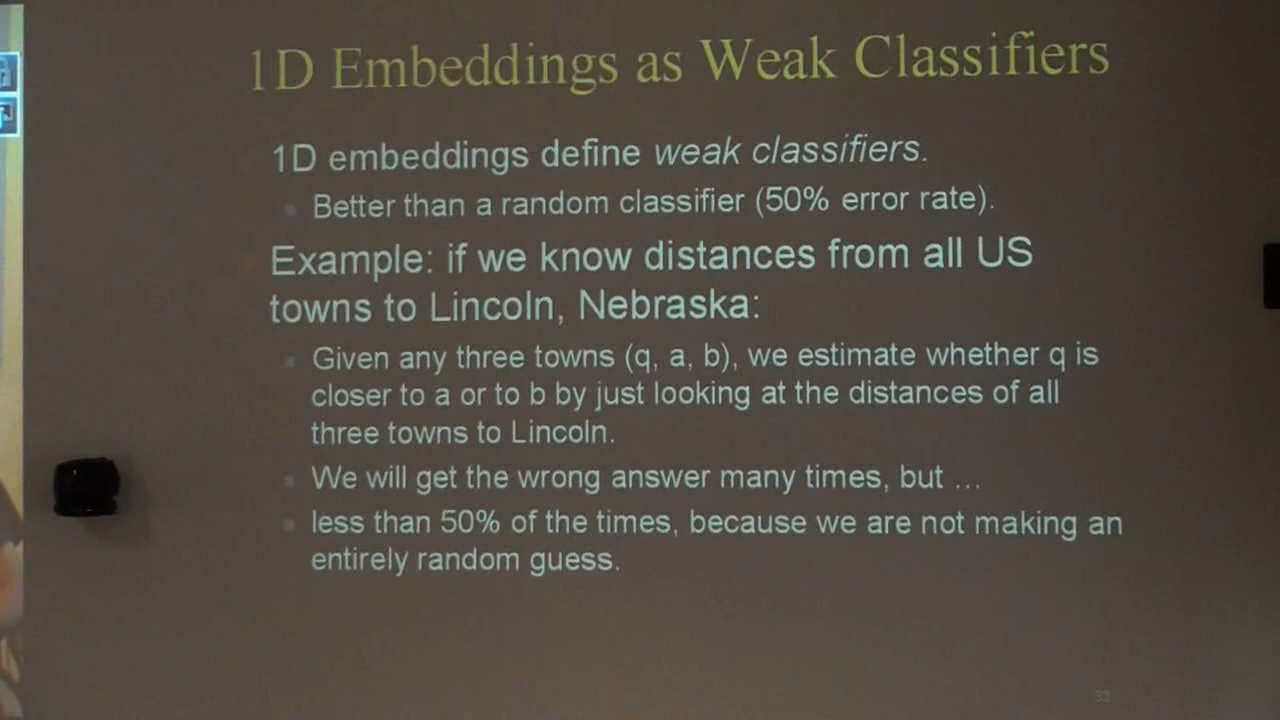 1D Embeddings as Weak Classifiers
1D embeddings define weak classifiers.
Better than a random classifier (50% error rate).
Example: if we know distances from all US
towns to Lincoln, Nebraska:
Given any three towns (q, a, b), we estimate whether q is
closer to a or to b by just looking at the distances of all
three towns to Lincoln.
We will get the wrong answer many times, but ...
less than 50% of the times, because we are not making an
entirely random guess.
33